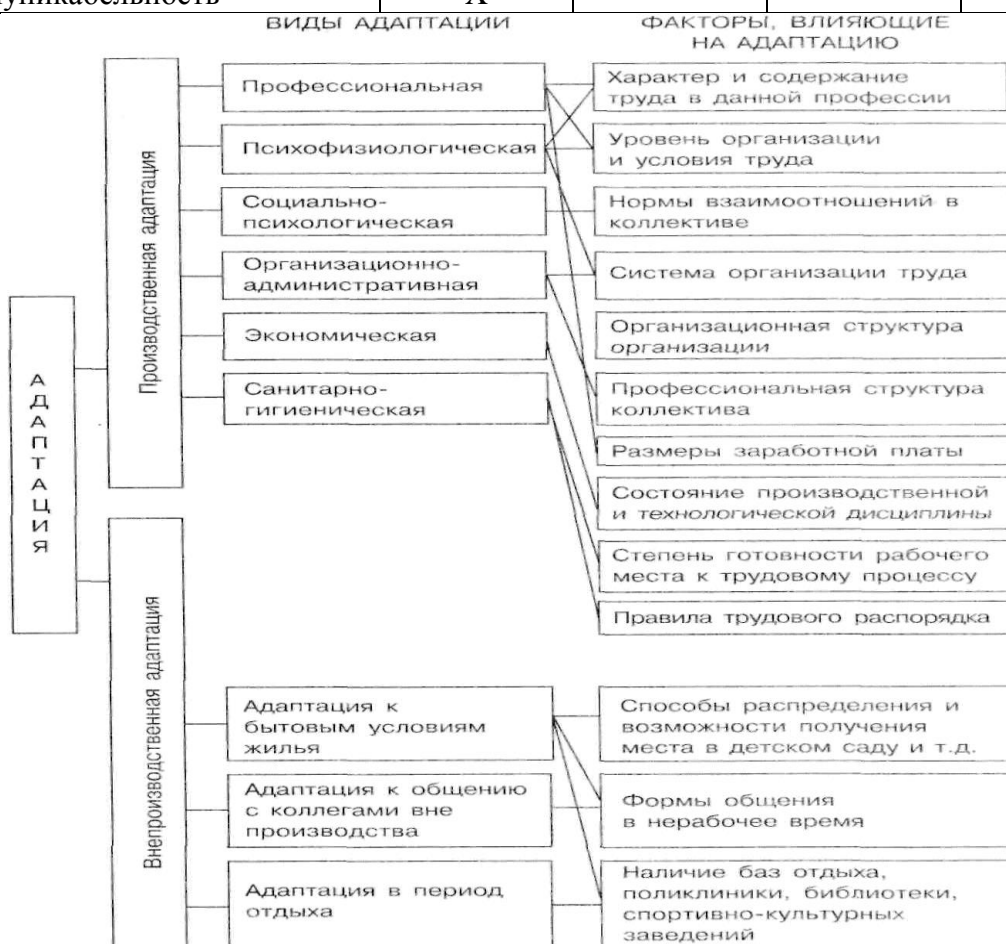 муникабельность
X
ВИДЫ АДАПТАЦИИ
ФАКТОРЫ, ВЛИЯЮЩИЕ
НА АДАПТАЦИЮ
АДАПТАЦИЯ
Производственная адаптация
Профессиональная
Психофизиологическая
Социально-
психологическая
Организационно-
административная
Экономическая
Санитарно-
гигиеническая
Характер и содержание
труда в данной профессии
Уровень организации
и условия труда
Нормы взаимоотношений в
коллективе
Система организации труда
Организационная структура
организации
Профессиональная структура
коллектива
Размеры заработной платы
Состояние производственной
и технологической дисциплины
Степень готовности рабочего
места к трудовому процессу
Правила трудового распорядка
Внепроизводственная адаптация
Адаптация к
бытовым условиям
жилья
Адаптация к общению
с коллегами вне
производства
Адаптация в период
отдыха
Способы распределения и
возможности получения
места в детском саду и т.д.
Формы общения
в нерабочее время
Наличие баз отдыха,
поликлиники, библиотеки,
спортивно-культурных
заведений